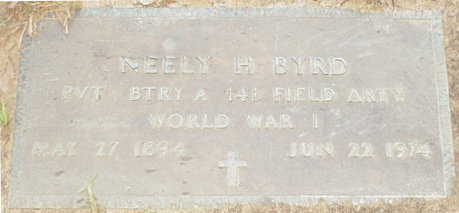 NEELY H BYRD
PVT BTRY A 141 FIELD ARTY
WORLD WAR I
MAY 27 1894 JUN 22 1974